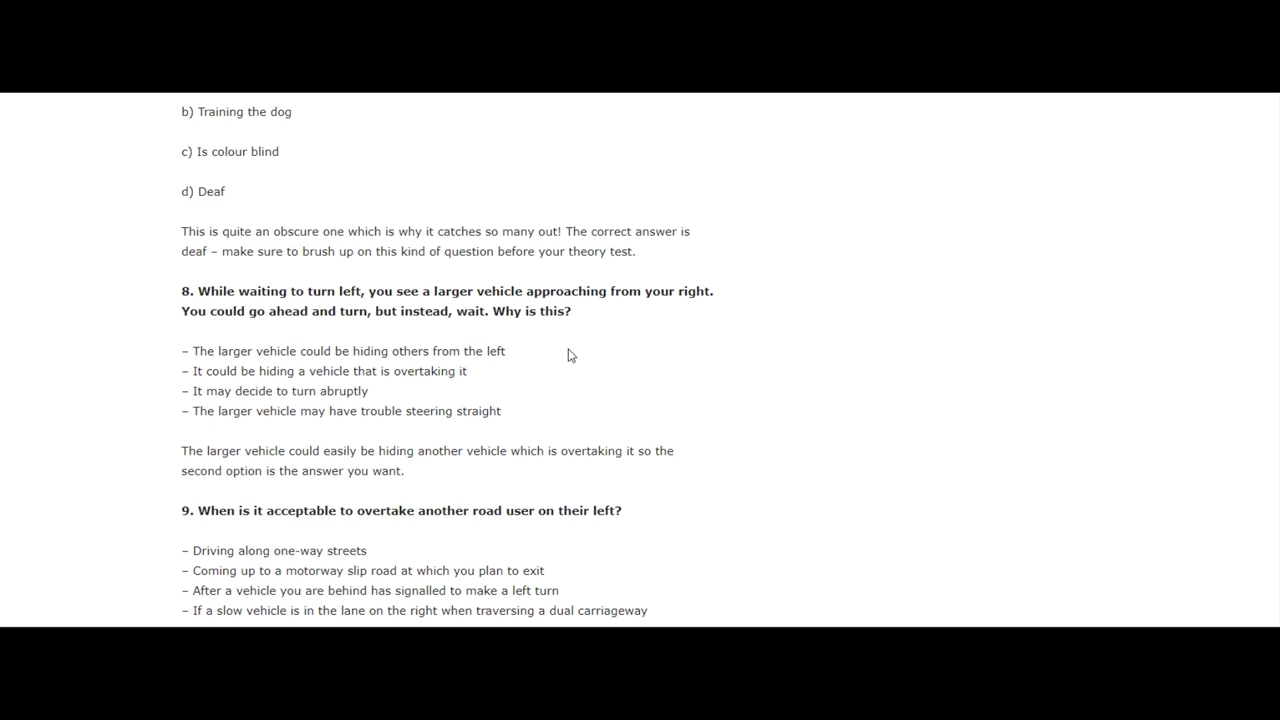 b) Training the dog
c) Is colour blind
d) Deaf
This is quite an obscure one which is why it catches so many out! The correct answer is
deaf – make sure to brush up on this kind of question before your theory test.
8. While waiting to turn left, you see a larger vehicle approaching from your right.
You could go ahead and turn, but instead, wait. Why is this?
– The larger vehicle could be hiding others from the left
– It could be hiding a vehicle that is overtaking it
– It may decide to turn abruptly
– The larger vehicle may have trouble steering straight
The larger vehicle could easily be hiding another vehicle which is overtaking it so the
second option is the answer you want.
9. When is it acceptable to overtake another road user on their left?
– Driving along one-way streets
– Coming up to a motorway slip road at which you plan to exit
– After a vehicle you are behind has signalled to make a left turn
– If a slow vehicle is in the lane on the right when traversing a dual carriageway